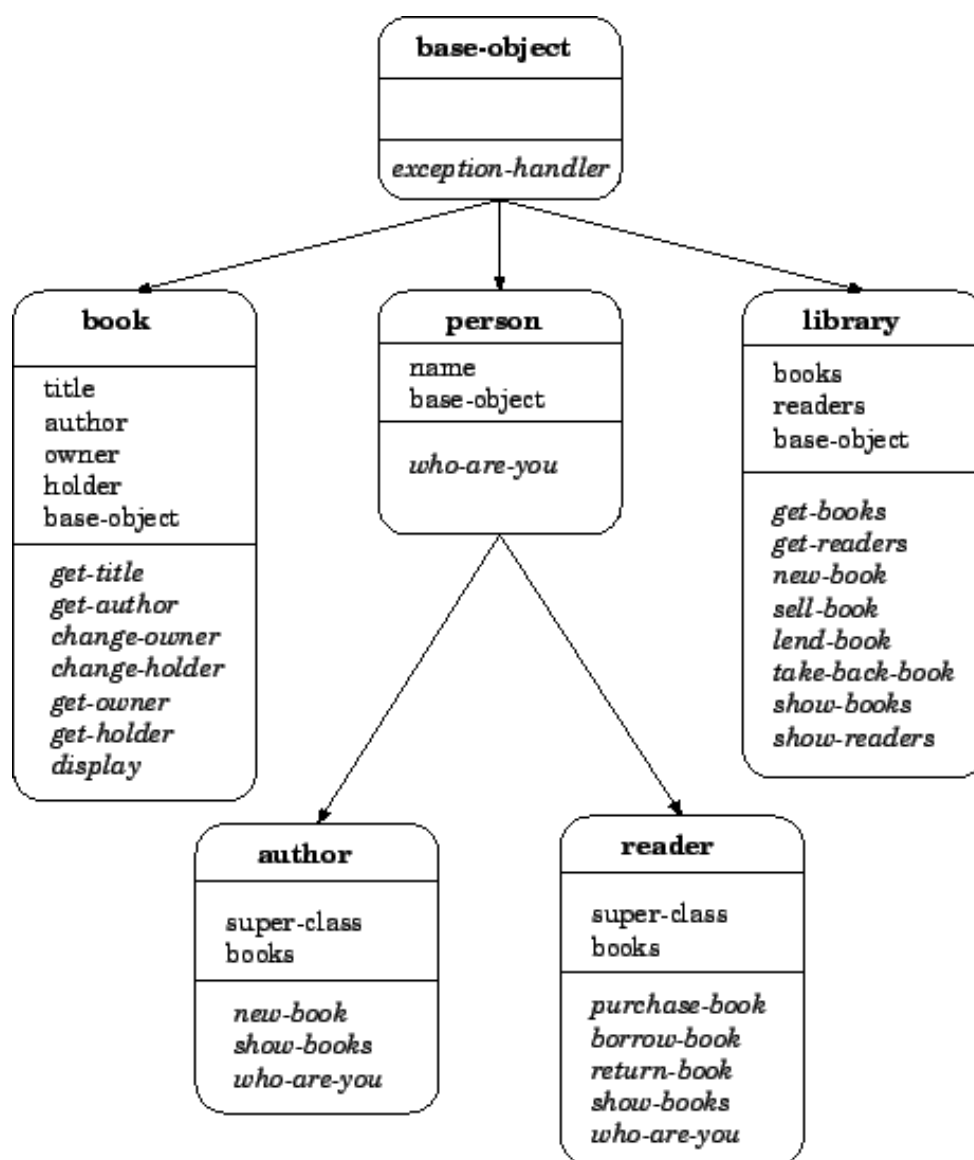 base-object
exception-handler
book
title
author
owner
holder
base-object
get-title
get-author
change-owner
change-holder
get-owner
get-holder
display
person
name
base-object
who-are-you
library
books
readers
base-object
get-books
get-readers
new-book
sell-book
lend-book
take-back-book
show-books
show-readers
author
super-class
books
new-book
show-books
who-are-you
reader
super-class
books
purchase-book
borrow-book
return-book
show-books
who-are-you